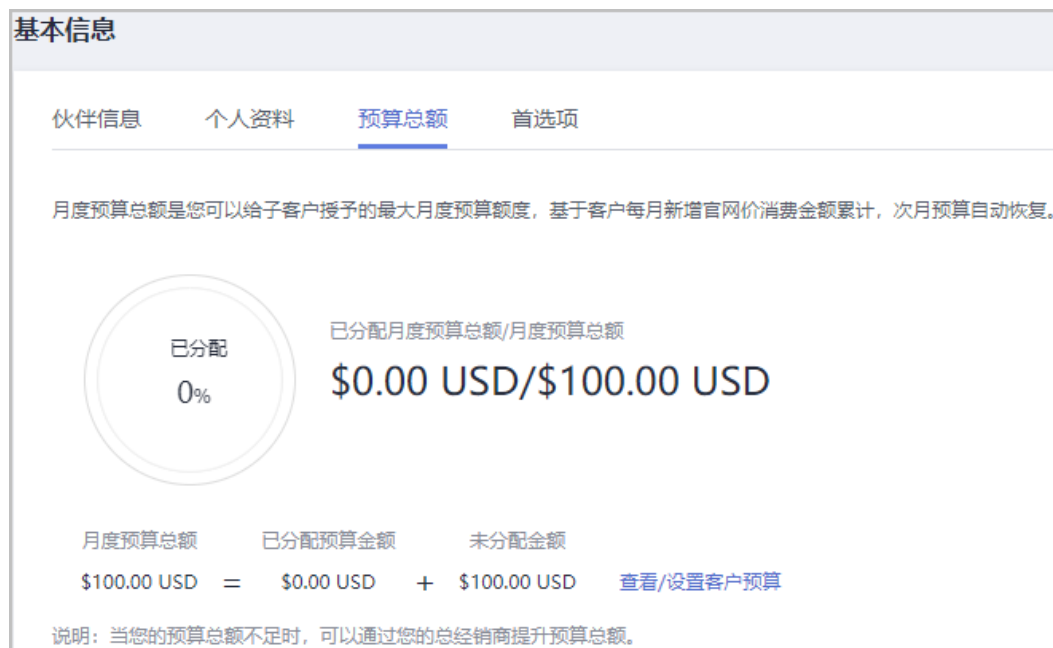 基本信息
伙伴信息 个人资料 预算总额 首选项
月度预算总额是您可以给子客户授予的最大月度预算额度，基于客户每月新增官网价消费金额累计，次月预算自动恢复。
已分配
0%
已分配月度预算总额/月度预算总额
$0.00 USD/$100.00 USD
月度预算总额 已分配预算金额 未分配金额
$100.00 USD = $0.00 USD + $100.00 USD 查看/设置客户预算
说明：当您的预算总额不足时，可以通过您的总经销商提升预算总额。